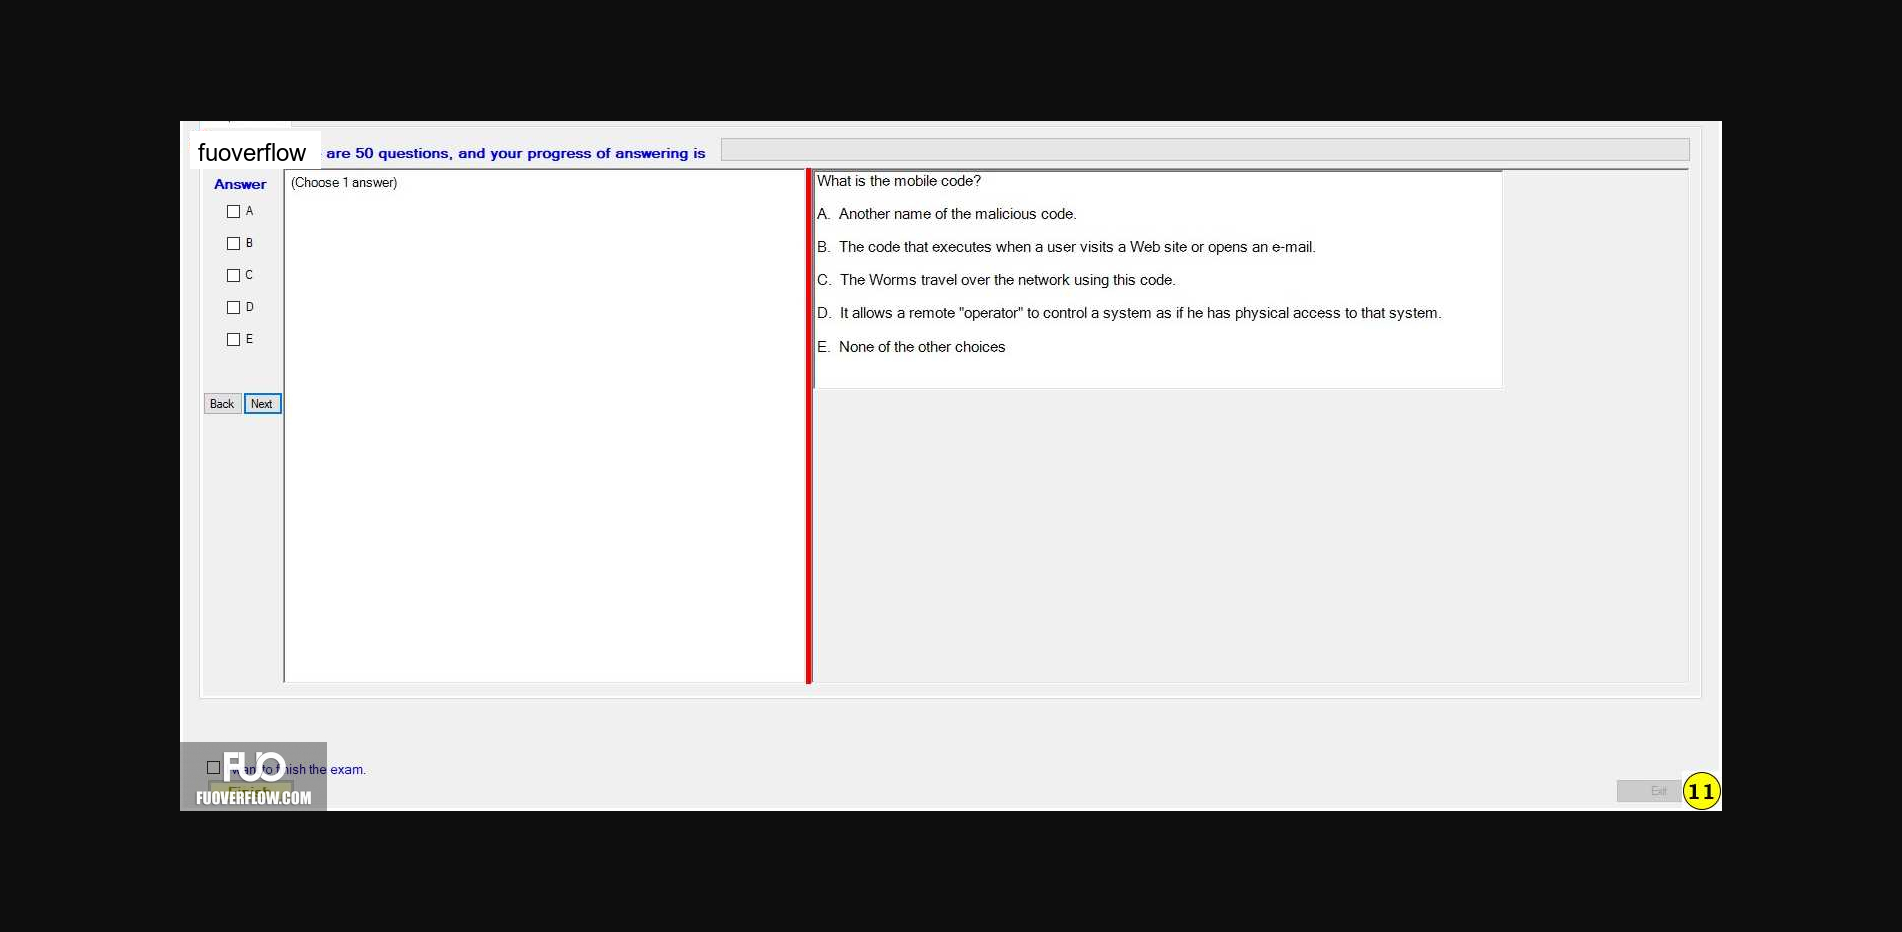 fuoverflow are 50 questions, and your progress of answering is
Answer
(Choose 1 answer)
A
B
C
D
E
Back Next
What is the mobile code?
A. Another name of the malicious code.
B. The code that executes when a user visits a Web site or opens an e-mail.
C. The Worms travel over the network using this code.
D. It allows a remote "operator" to control a system as if he has physical access to that system.
E. None of the other choices
want to finish the exam.
Finish
FUO
FUOVERFLOW.COM
Exit
11